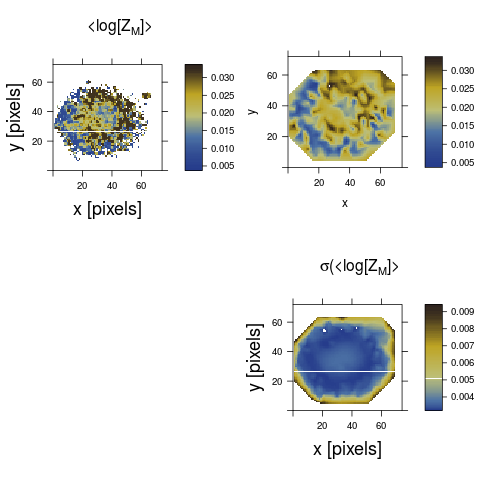 <log[Z_M]>
60
40
20
20 40 60
y [pixels]
x [pixels]
0.030
0.025
0.020
0.015
0.010
0.005
60
40
20
20 40 60
y
x
0.030
0.025
0.020
0.015
0.010
0.005
σ(<log[Z_M]>
60
40
20
20 40 60
y [pixels]
x [pixels]
0.009
0.008
0.007
0.006
0.005
0.004